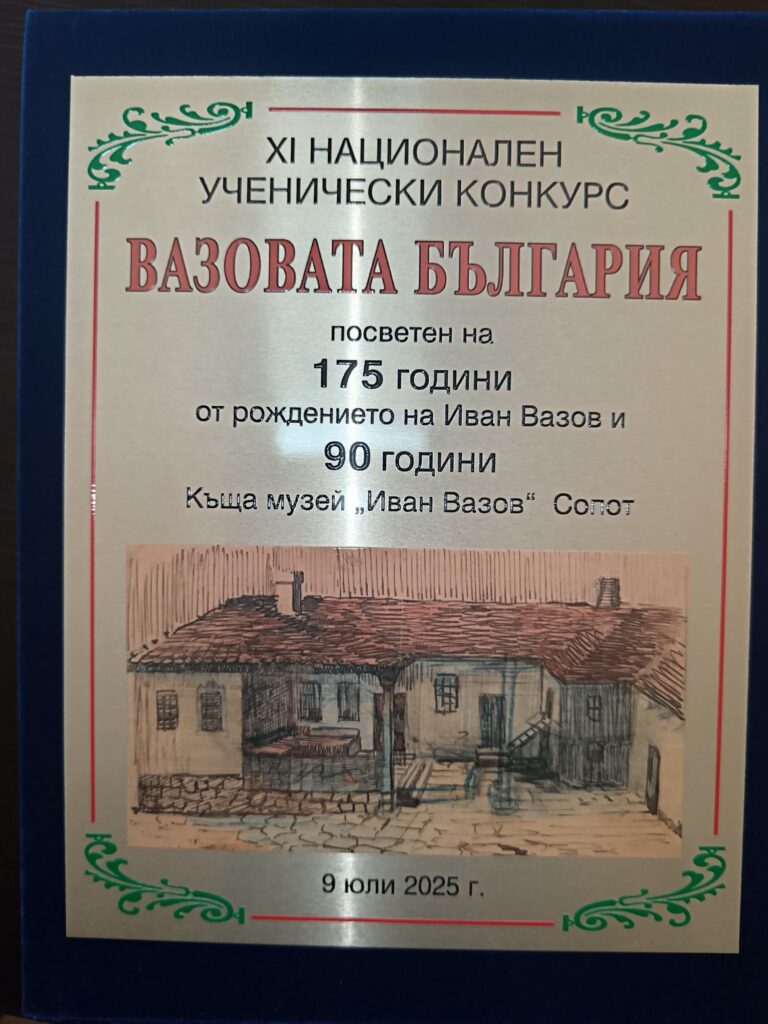 XI НАЦИОНАЛЕН
УЧЕНИЧЕСКИ КОНКУРС
ВАЗОВАТА БЪЛГАРИЯ
посветен на
175 години
от рождението на Иван Вазов и
90 години
Къща музей „Иван Вазов“ Сопот
9 юли 2025 г.